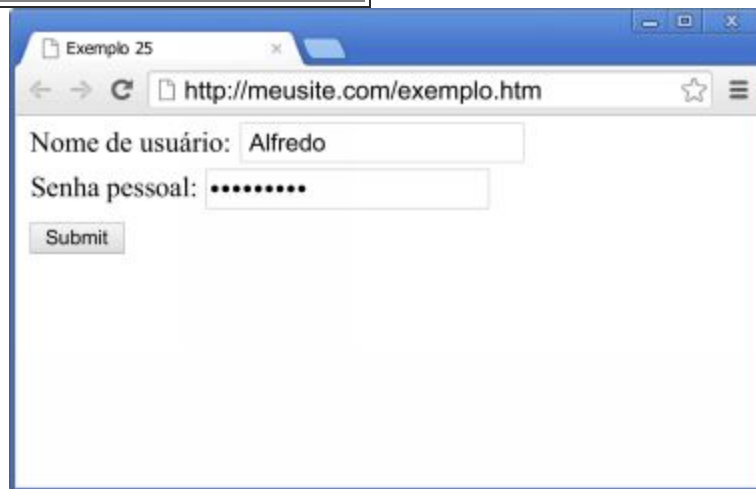 Exemplo 25
http://meusite.com/exemplo.htm
Nome de usuário: Alfredo
Senha pessoal: •••••••••
Submit